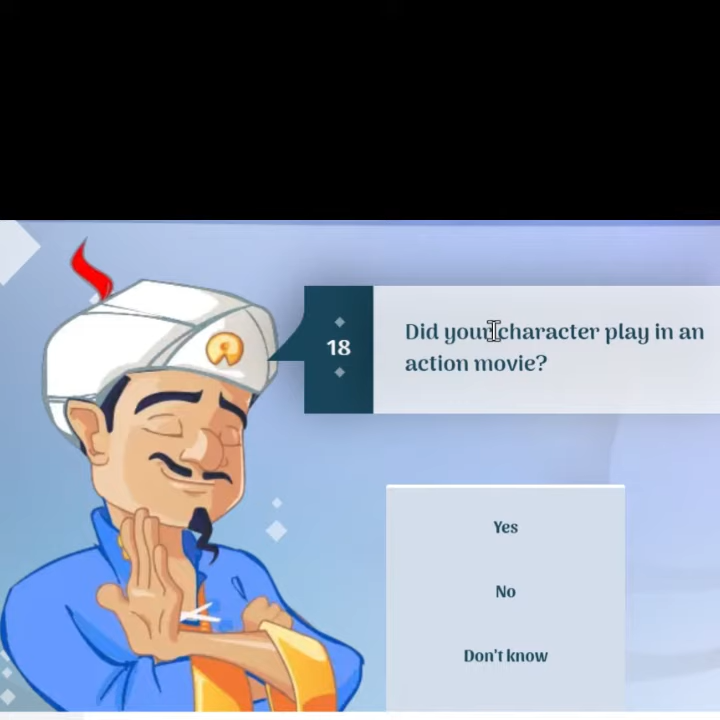 18
Did your character play in an
action movie?
Yes
No
Don't know